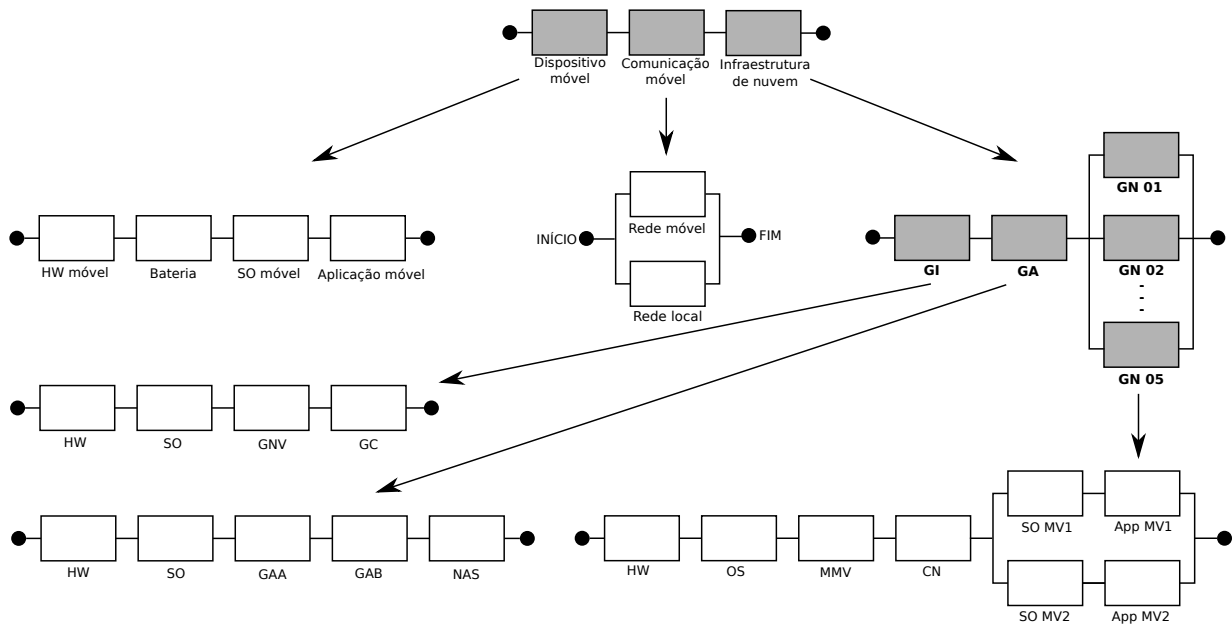 Dispositivo
móvel
Comunicação
móvel
Infraestrutura
de nuvem
HW móvel
Bateria
SO móvel
Aplicação móvel
INÍCIO
Rede móvel
FIM
Rede local
GI
GA
GN 01
GN 02
GN 05
HW
SO
GNV
GC
HW
SO
GAA
GAB
NAS
HW
OS
MMV
CN
SO MV1
App MV1
SO MV2
App MV2